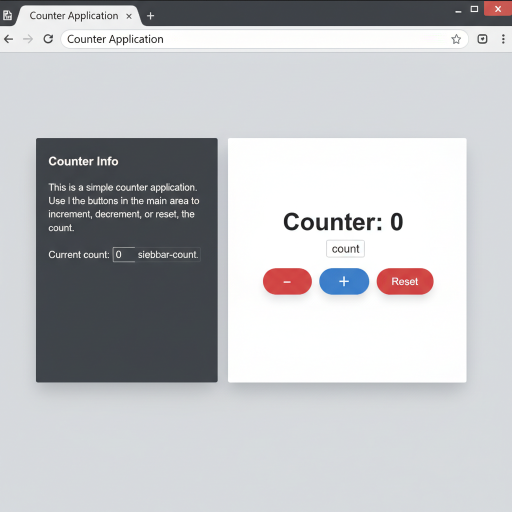 Counter Application
Counter Application
Counter Info
This is a simple counter application.
Use l the buttons in the main area to
increment, decrement, or reset, the
count.
Current count: 0 siebbar-count.
Counter: 0
count
− + Reset